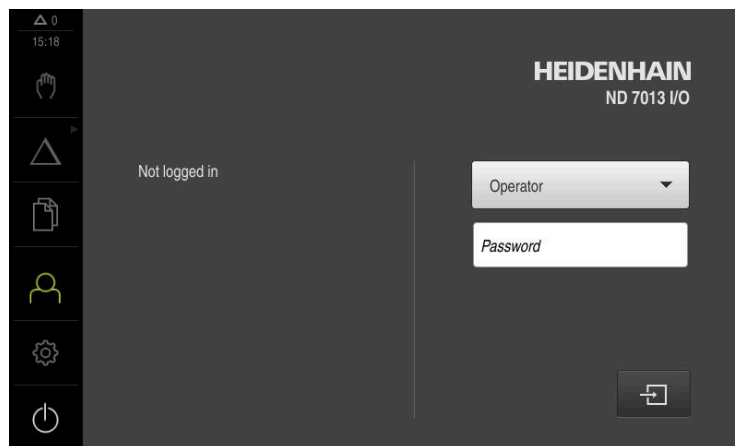 △ 0
15:18
HEIDENHAIN
ND 7013 I/O
Not logged in
Operator
Password